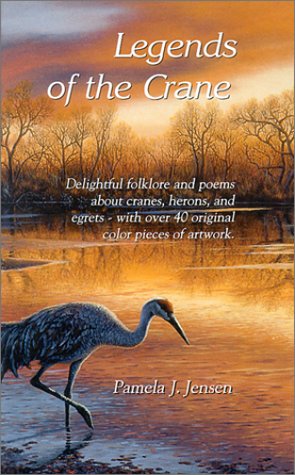 Legends
of the Crane
Delightful folklore and poems
about cranes, herons, and
egrets - with over 40 original
color pieces of artwork.
Pamela J. Jensen